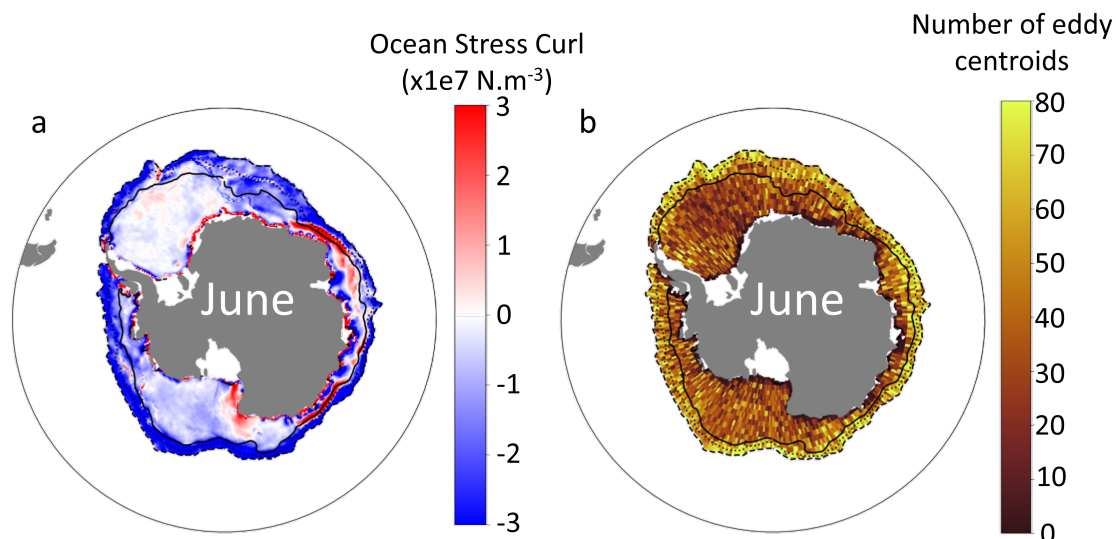 Ocean Stress Curl
(x1e7 N.m-3)
Number of eddy
centroids
a
b
3
2
1
0
-1
-2
-3
80
70
60
50
40
30
20
10
0
June
June